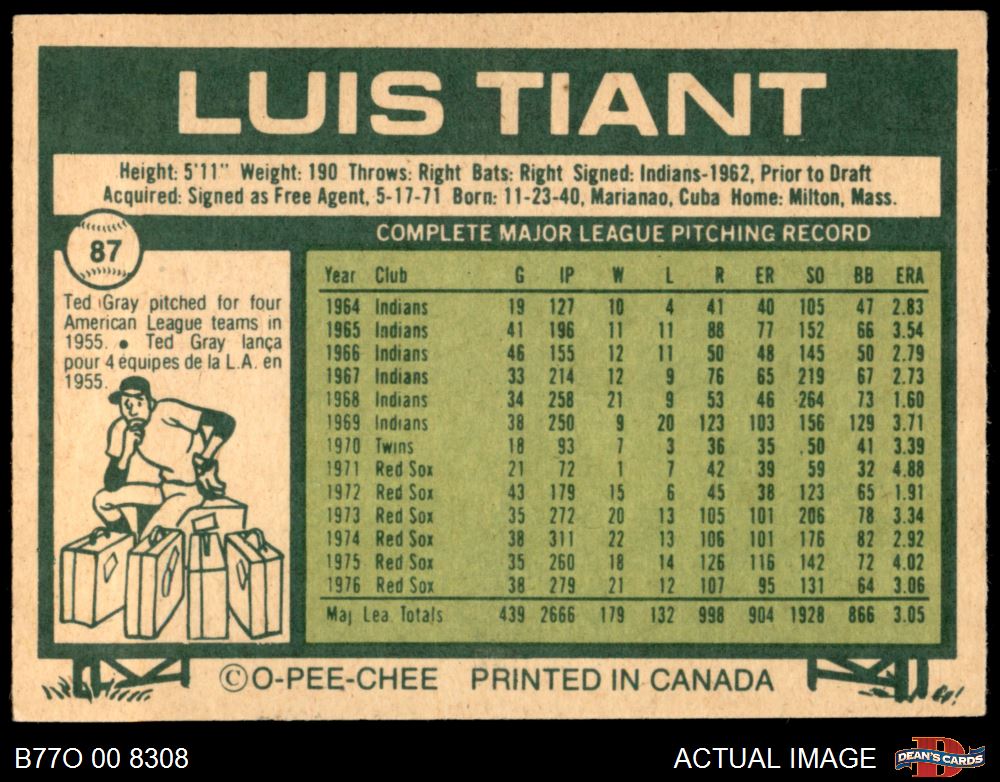 LUIS TIANT
Height: 5'11" Weight: 190 Throws: Right Bats: Right Signed: Indians-1962, Prior to Draft
Acquired: Signed as Free Agent, 5-17-71 Born: 11-23-40, Marianao, Cuba Home: Milton, Mass.
87
Ted Gray pitched for four
American League teams in
1955. • Ted Gray lança
pour 4 équipes de la L.A. en
1955.
COMPLETE MAJOR LEAGUE PITCHING RECORD
Year Club G IP W L R ER SO BB ERA
1964 Indians 19 127 10 4 41 40 105 47 2.83
1965 Indians 41 196 11 11 88 77 152 66 3.54
1966 Indians 46 155 12 11 50 48 145 50 2.79
1967 Indians 33 214 12 9 76 65 219 67 2.73
1968 Indians 34 258 21 9 53 46 264 73 1.60
1969 Indians 38 250 9 20 123 103 156 129 3.71
1970 Twins 18 93 7 3 36 35 50 41 3.39
1971 Red Sox 21 72 1 7 42 39 59 32 4.88
1972 Red Sox 43 179 15 6 45 38 123 65 1.91
1973 Red Sox 35 272 20 13 105 101 206 78 3.34
1974 Red Sox 38 311 22 13 106 101 176 82 2.92
1975 Red Sox 35 260 18 14 126 116 142 72 4.02
1976 Red Sox 38 279 21 12 107 95 131 64 3.06
Maj. Lea. Totals 439 2666 179 132 998 904 1928 866 3.05
©O-PEE-CHEE PRINTED IN CANADA
B77O 00 8308
ACTUAL IMAGE
DEAN'S CARDS